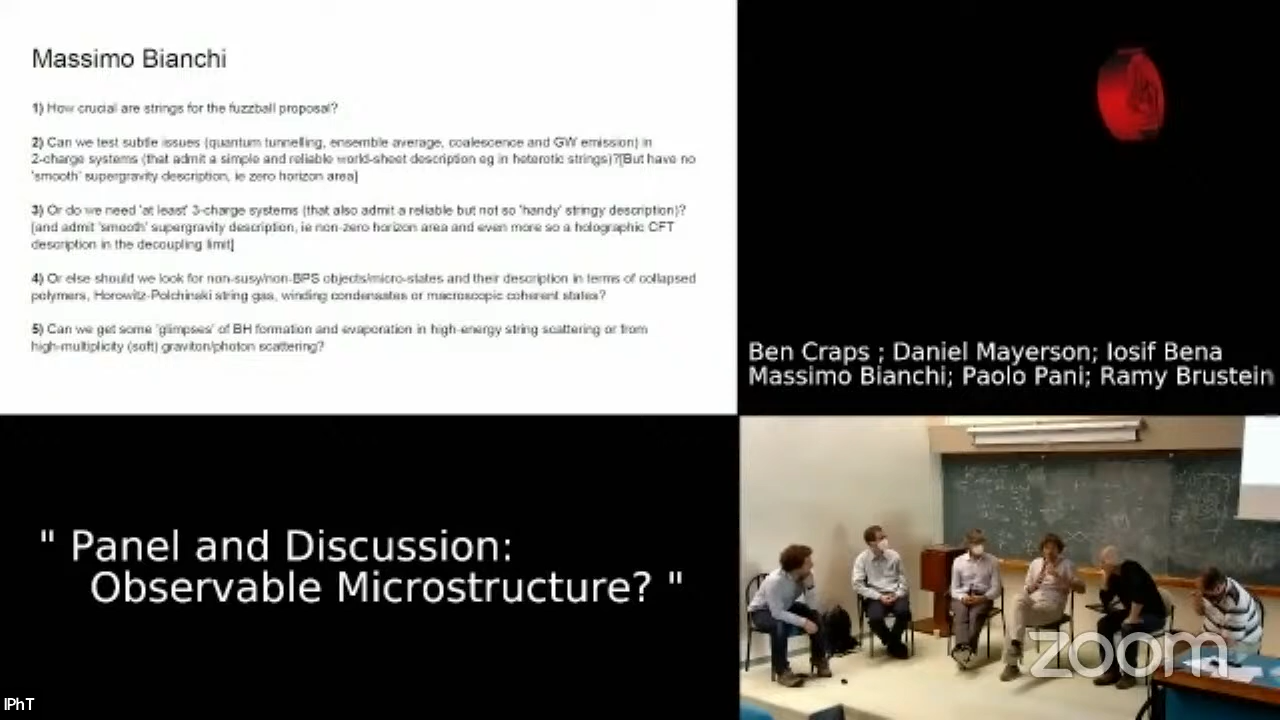 Massimo Bianchi
1) How crucial are strings for the fuzzball proposal?
2) Can we test subtle issues (quantum tunnelling, ensemble average, coalescence and GW emission) in
2-charge systems (that admit a simple and reliable world-sheet description eg in heterotic strings)?[But have no
'smooth' supergravity description, ie zero horizon area]
3) Or do we need 'at least' 3-charge systems (that also admit a reliable but not so 'handy' stringy description)?
[and admit 'smooth' supergravity description, ie non-zero horizon area and even more so a holographic CFT
description in the decoupling limit]
4) Or else should we look for non-susy/non-BPS objects/micro-states and their description in terms of collapsed
polymers, Horowitz-Polchinski string gas, winding condensates or macroscopic coherent states?
5) Can we get some 'glimpses' of BH formation and evaporation in high-energy string scattering or from
high-multiplicity (soft) graviton/photon scattering?
Ben Craps ; Daniel Mayerson; Iosif Bena
Massimo Bianchi; Paolo Pani; Ramy Brustein
" Panel and Discussion:
Observable Microstructure? "
zoom
IPhT